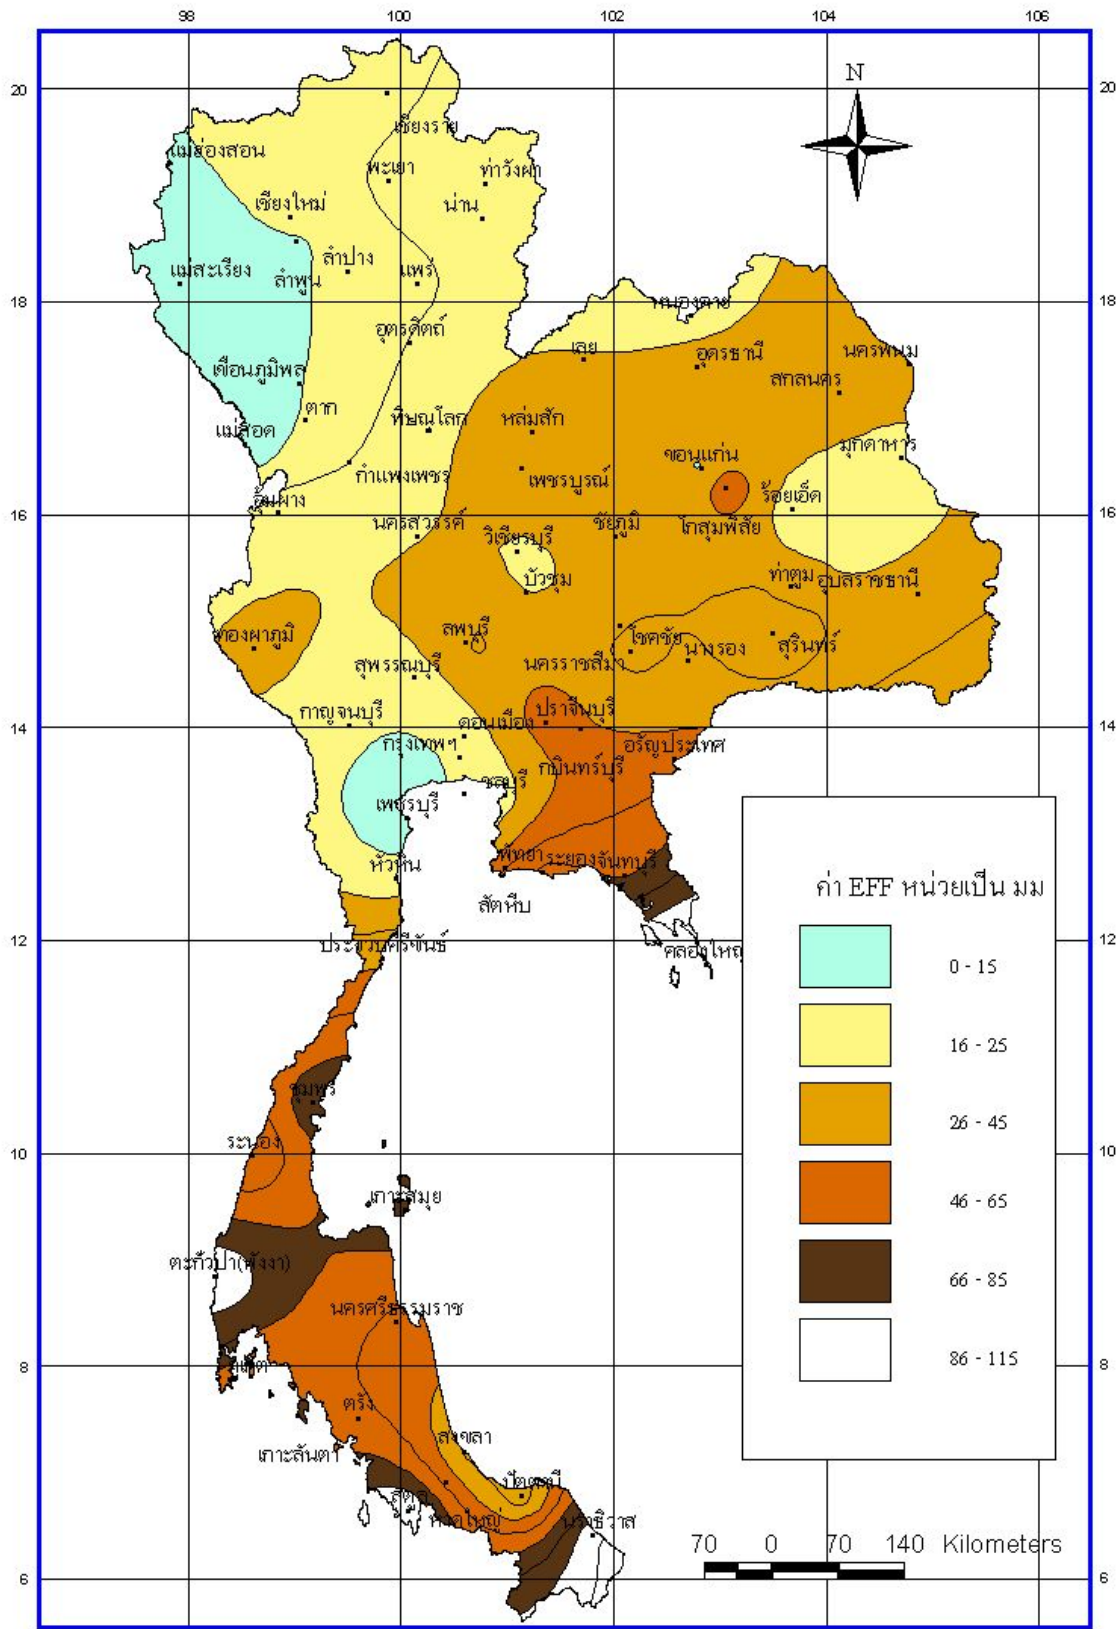 98 100 102 104 106
N
20 20
เชียงราย
แม่ฮ่องสอน
พะเยา
ท่าวังผา
เชียงใหม่
น่าน
ลำปาง
แม่สะเรียง
ลำพูน
แพร่
18 18
หนองคาย
อุตรดิตถ์
เลย
อุดรธานี
นครพนม
เขื่อนภูมิพล
สกลนคร
ตาก
แม่สอด
พิษณุโลก
หล่มสัก
ขอนแก่น
มุกดาหาร
กำแพงเพชร
เพชรบูรณ์
ร้อยเอ็ด
อุ้มผาง
16 16
นครสวรรค์
วิเชียรบุรี
ชัยภูมิ
โกสุมพิสัย
บัวชุม
ท่าตูม
อุบลราชธานี
ทองผาภูมิ
ลพบุรี
โชคชัย
นางรอง
สุรินทร์
สุพรรณบุรี
นครราชสีมา
กาญจนบุรี
ปราจีนบุรี
14 14
ดอนเมือง
กรุงเทพฯ
อรัญประเทศ
ชลบุรี
กบินทร์บุรี
เพชรบุรี
พัทยา
ระยอง
จันทบุรี
หัวหิน
สัตหีบ
ประจวบคีรีขันธ์
คลองใหญ่
12 12
ค่า EFF หน่วยเป็น มม
0 - 15
16 - 25
26 - 45
46 - 65
66 - 85
86 - 115
ชุมพร
ระนอง
10 10
เกาะสมุย
ตะกั่วป่า(พังงา)
นครศรีธรรมราช
8 8
ภูเก็ต
ตรัง
สงขลา
เกาะลันตา
ปัตตานี
สตูล
หาดใหญ่
นราธิวาส
70 0 70 140 Kilometers
6 6